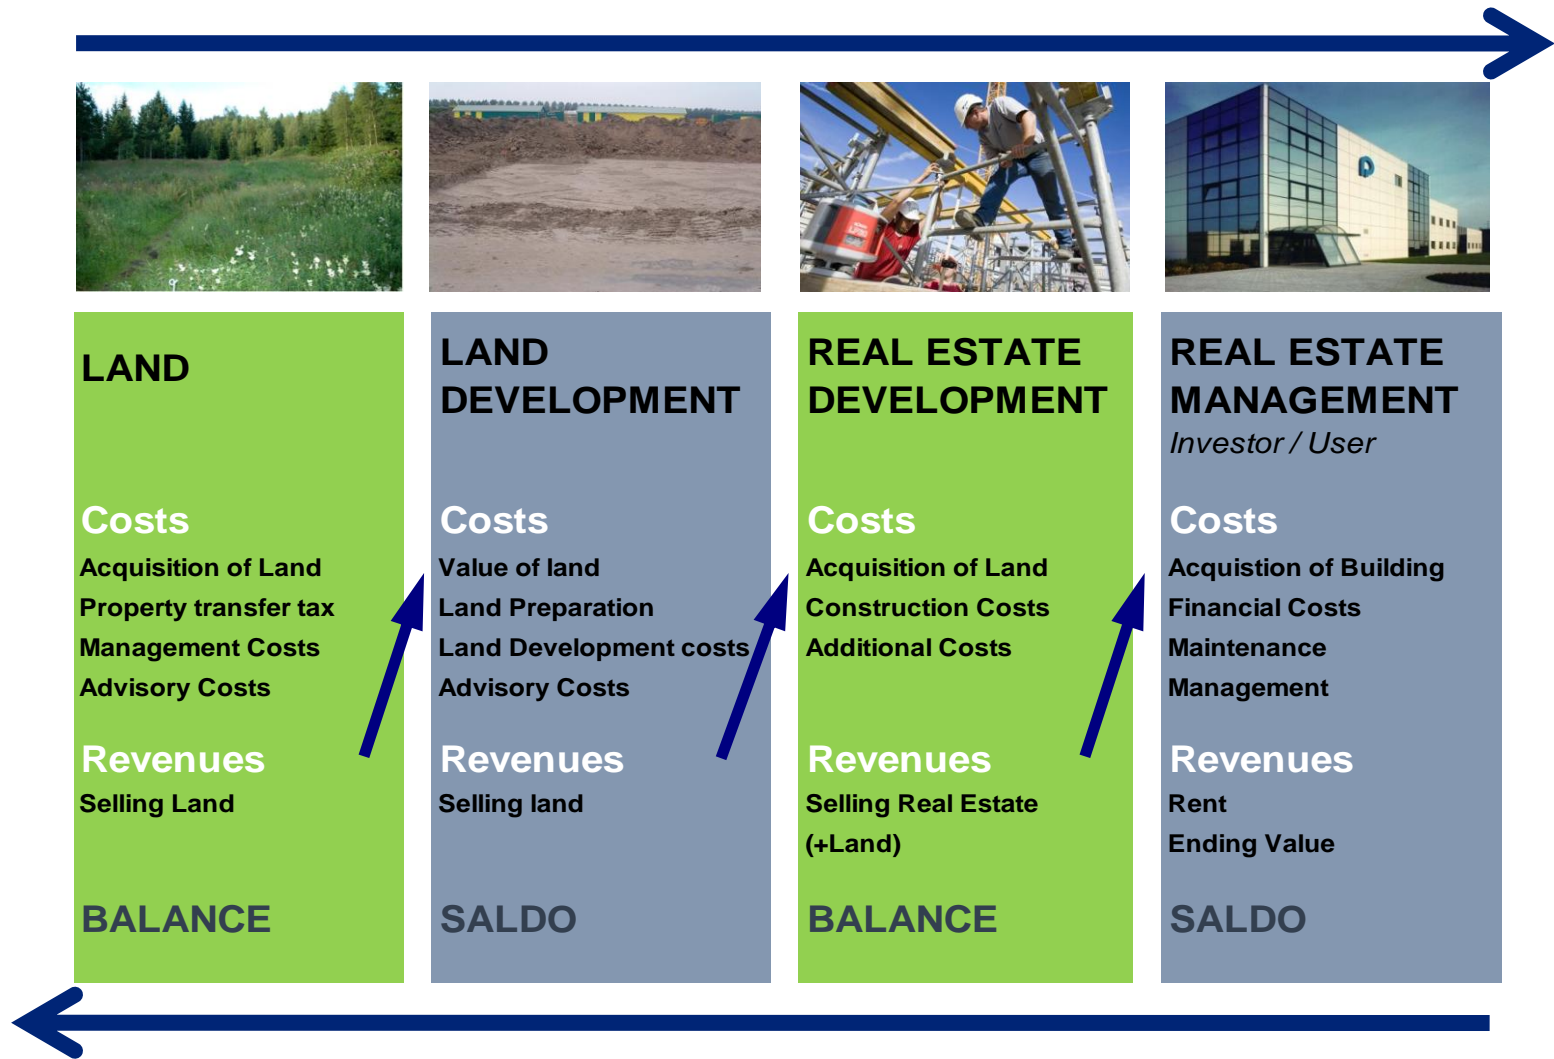 LAND
Costs
Acquisition of Land
Property transfer tax
Management Costs
Advisory Costs
Revenues
Selling Land
BALANCE
LAND
DEVELOPMENT
Costs
Value of land
Land Preparation
Land Development costs
Advisory Costs
Revenues
Selling land
SALDO
REAL ESTATE
DEVELOPMENT
Costs
Acquisition of Land
Construction Costs
Additional Costs
Revenues
Selling Real Estate
(+Land)
BALANCE
REAL ESTATE
MANAGEMENT
Investor / User
Costs
Acquistion of Building
Financial Costs
Maintenance
Management
Revenues
Rent
Ending Value
SALDO